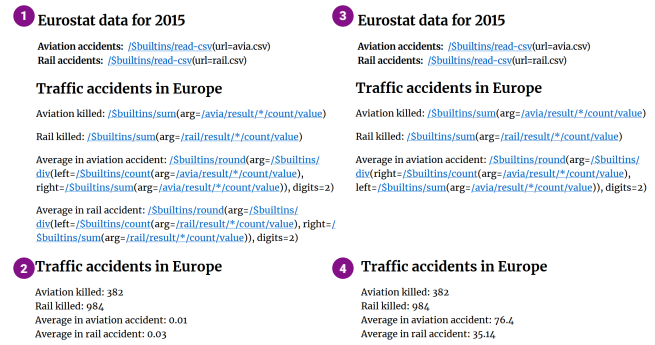 1
Eurostat data for 2015
Aviation accidents: /$builtins/read-csv(url=avia.csv)
Rail accidents: /$builtins/read-csv(url=rail.csv)
Traffic accidents in Europe
Aviation killed: /$builtins/sum(arg=/avia/result/*/count/value)
Rail killed: /$builtins/sum(arg=/rail/result/*/count/value)
Average in aviation accident: /$builtins/round(arg=/$builtins/
div(left=/$builtins/count(arg=/avia/result/*/count/value),
right=/$builtins/sum(arg=/avia/result/*/count/value)), digits=2)
Average in rail accident: /$builtins/round(arg=/$builtins/
div(left=/$builtins/count(arg=/rail/result/*/count/value), right=/
$builtins/sum(arg=/rail/result/*/count/value)), digits=2)
2
Traffic accidents in Europe
Aviation killed: 382
Rail killed: 984
Average in aviation accident: 0.01
Average in rail accident: 0.03
3
Eurostat data for 2015
Aviation accidents: /$builtins/read-csv(url=avia.csv)
Rail accidents: /$builtins/read-csv(url=rail.csv)
Traffic accidents in Europe
Aviation killed: /$builtins/sum(arg=/avia/result/*/count/value)
Rail killed: /$builtins/sum(arg=/rail/result/*/count/value)
Average in aviation accident: /$builtins/round(arg=/$builtins/
div(right=/$builtins/count(arg=/avia/result/*/count/value),
left=/$builtins/sum(arg=/avia/result/*/count/value)), digits=2)
4
Traffic accidents in Europe
Aviation killed: 382
Rail killed: 984
Average in aviation accident: 76.4
Average in rail accident: 35.14